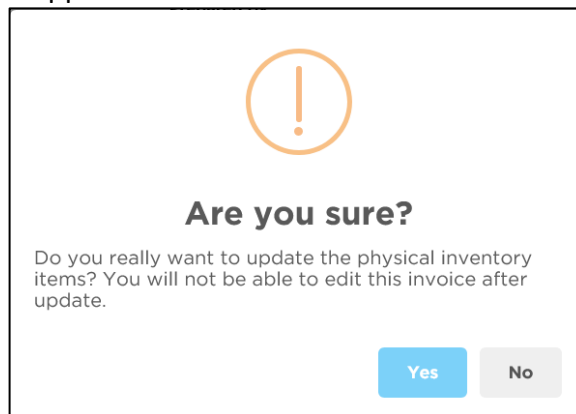 Are you sure?
Do you really want to update the physical inventory
items? You will not be able to edit this invoice after
update.
Yes
No